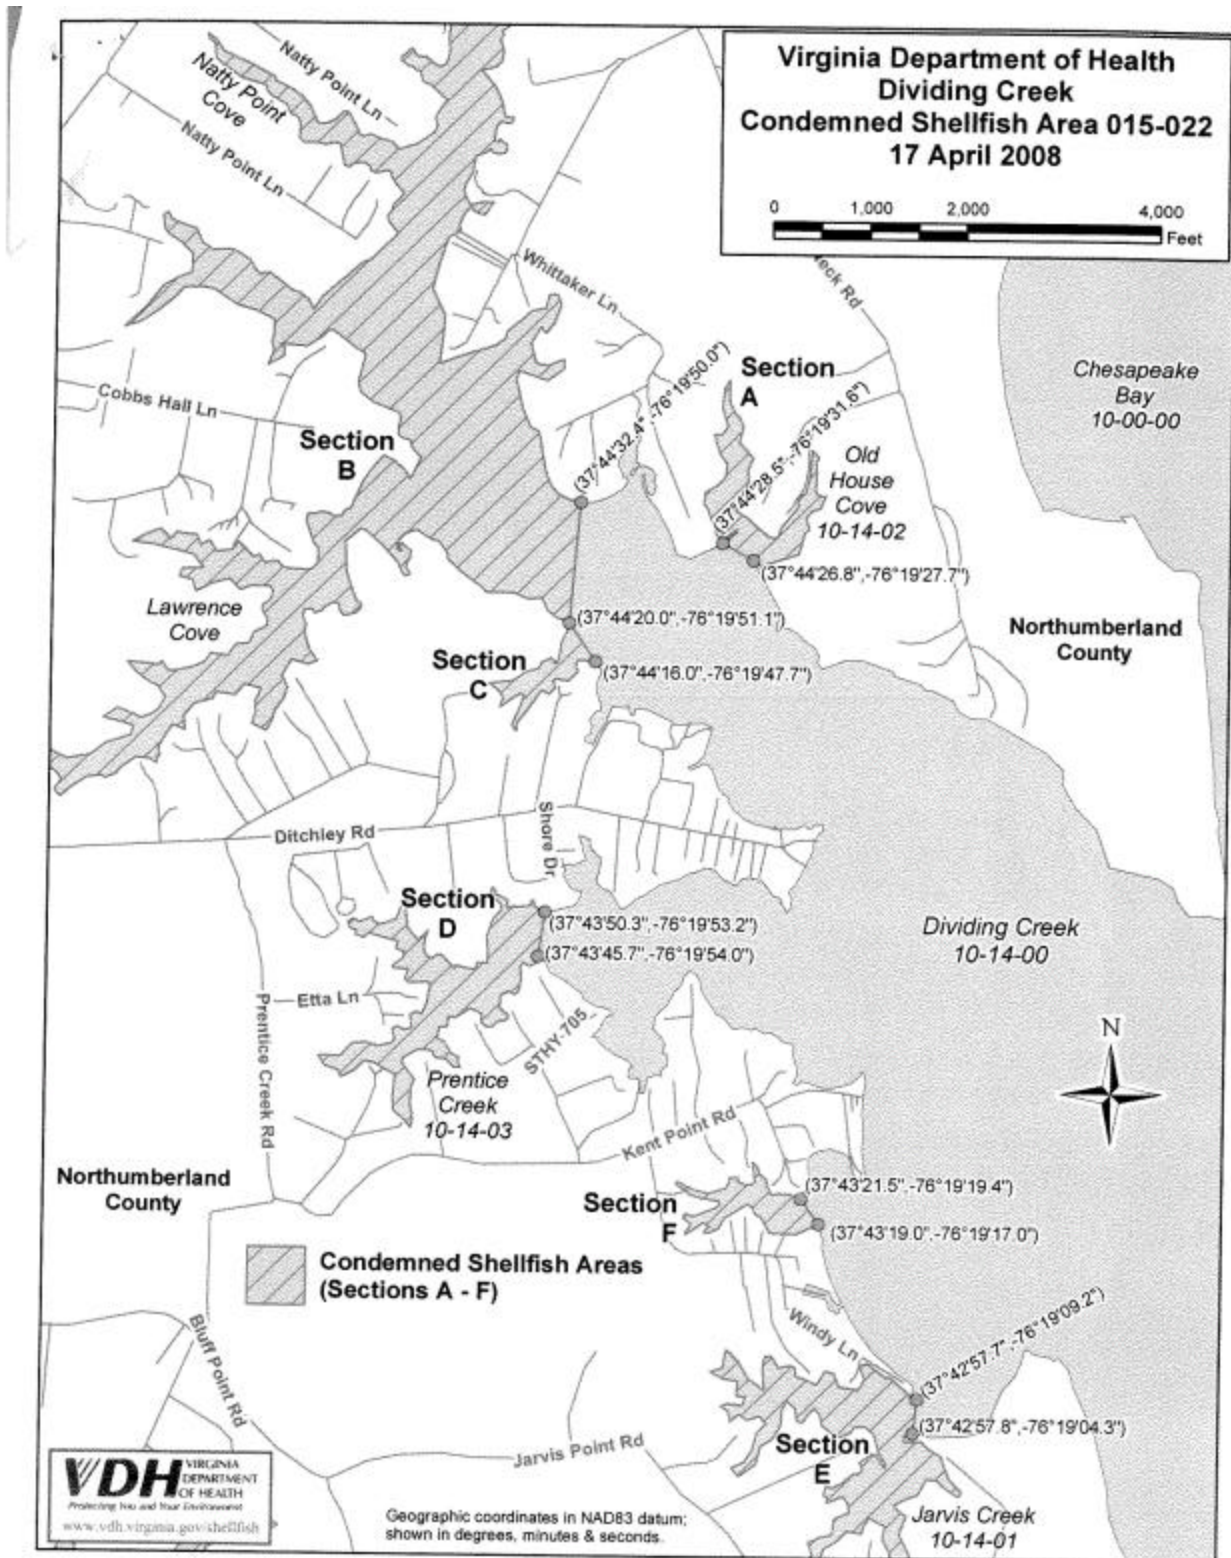 Virginia Department of Health
Dividing Creek
Condemned Shellfish Area 015-022
17 April 2008
0 1,000 2,000 4,000
Feet
Natty Point Ln
Natty Point
Cove
Natty Point Ln
Whittaker Ln
Neck Rd
Chesapeake
Bay
10-00-00
Section
A
(37°44'32.4",-76°19'50.0")
(37°44'28.5",-76°19'31.6")
Cobbs Hall Ln
Section
B
Old
House
Cove
10-14-02
(37°44'26.8",-76°19'27.7")
Lawrence
Cove
(37°44'20.0",-76°19'51.1")
Northumberland
County
Section
C
(37°44'16.0",-76°19'47.7")
Ditchley Rd
Shore Dr
Section
D
(37°43'50.3",-76°19'53.2")
(37°43'45.7",-76°19'54.0")
Dividing Creek
10-14-00
Etta Ln
Prentice Creek Rd
STHY-705
N
Prentice
Creek
10-14-03
Kent Point Rd
Northumberland
County
Section
F
(37°43'21.5",-76°19'19.4")
(37°43'19.0",-76°19'17.0")
Condemned Shellfish Areas
(Sections A - F)
Bluff Point Rd
Windy Ln
(37°42'57.7",-76°19'09.2")
(37°42'57.8",-76°19'04.3")
Jarvis Point Rd
Section
E
Jarvis Creek
10-14-01
VDH VIRGINIA
DEPARTMENT
OF HEALTH
Protecting You and Your Environment
www.vdh.virginia.gov/shellfish
Geographic coordinates in NAD83 datum;
shown in degrees, minutes & seconds.